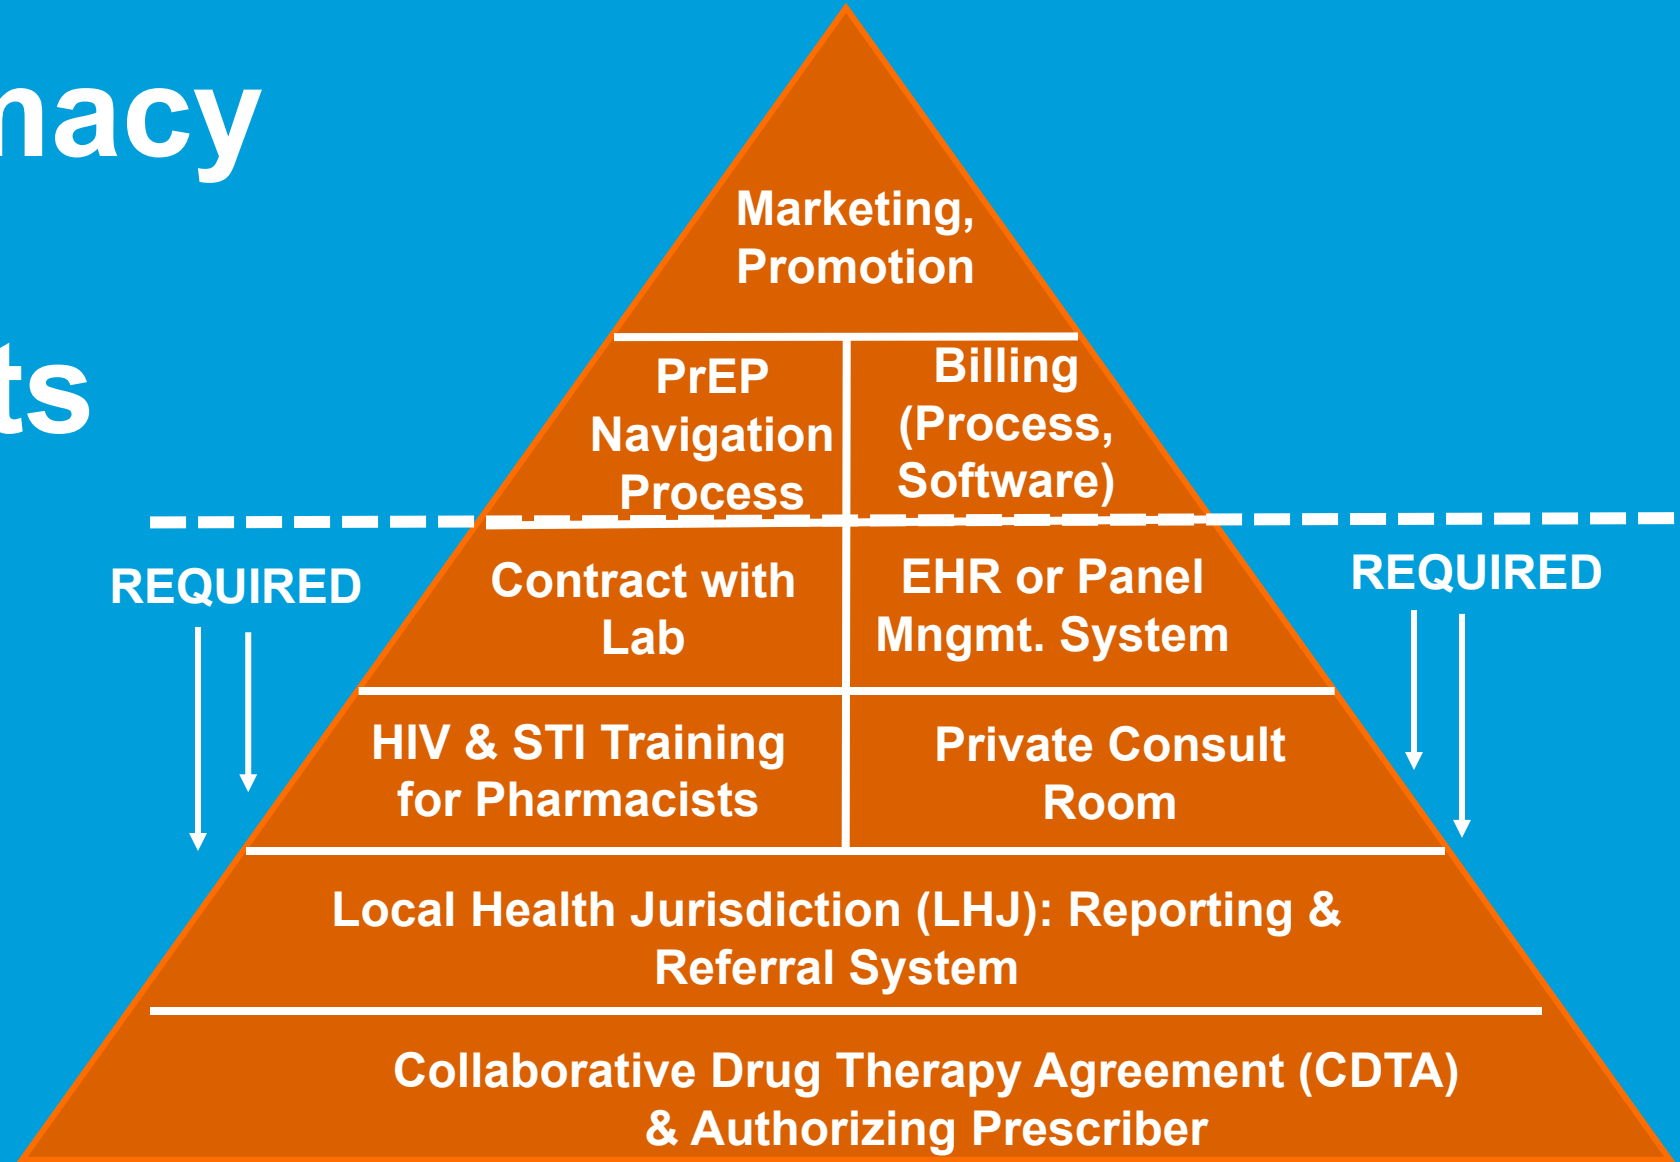 macy
ts
Marketing,
Promotion
PrEP
Navigation
Process
Billing
(Process,
Software)
REQUIRED
Contract with
Lab
EHR or Panel
Mngmt. System
REQUIRED
HIV & STI Training
for Pharmacists
Private Consult
Room
Local Health Jurisdiction (LHJ): Reporting &
Referral System
Collaborative Drug Therapy Agreement (CDTA)
& Authorizing Prescriber